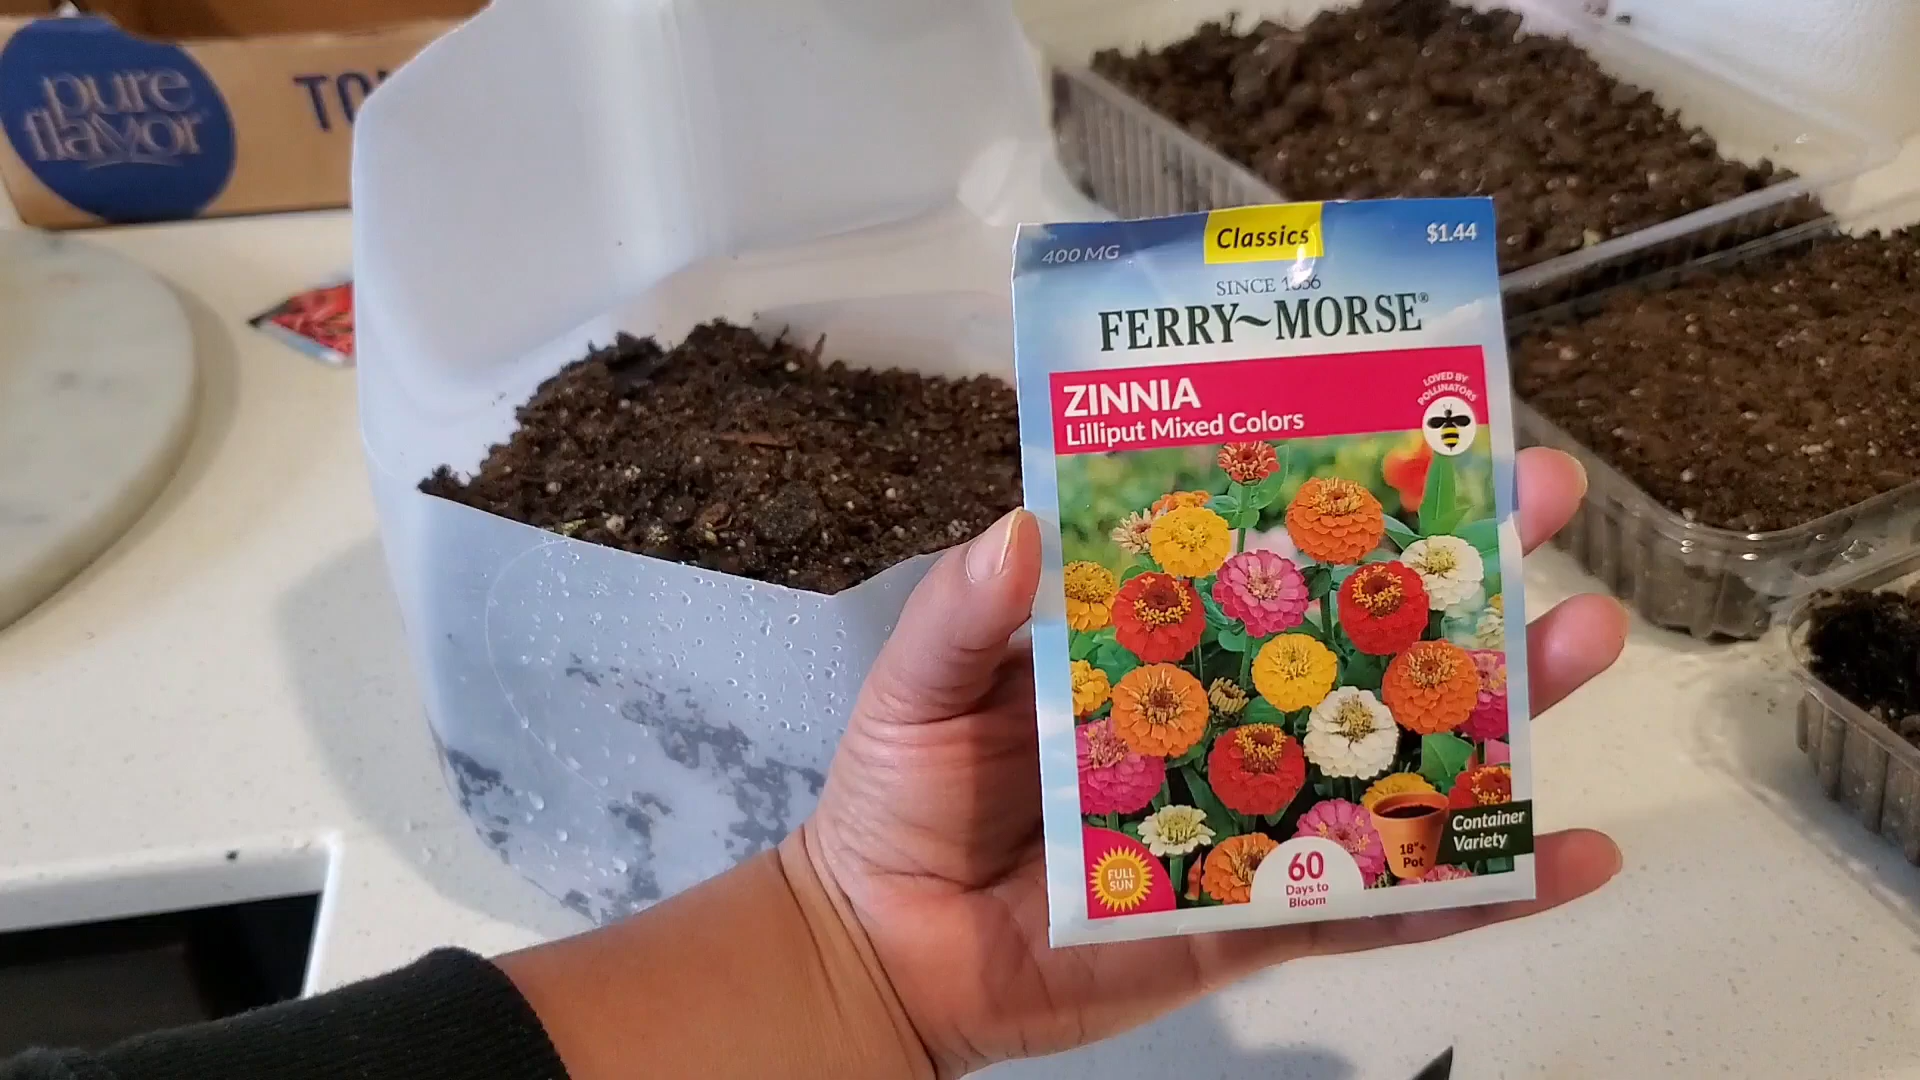 pure
flavor
400 MG
Classics
$1.44
SINCE 1856
FERRY~MORSE®
ZINNIA
Lilliput Mixed Colors
LOVED BY
POLLINATORS
Container
Variety
18"+
Pot
FULL
SUN
60
Days to
Bloom